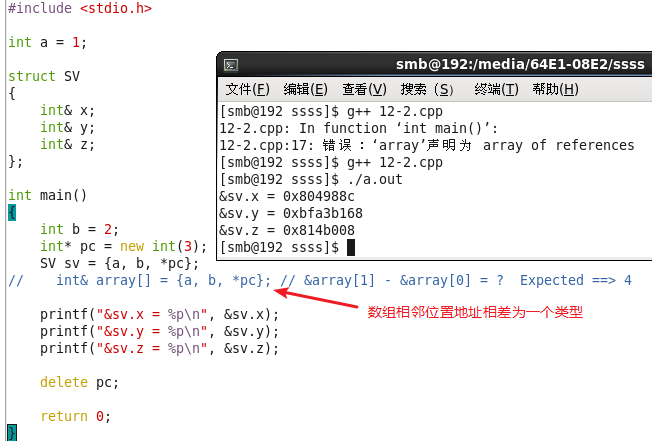 #include <stdio.h>
int a = 1;
struct SV
{
    int& x;
    int& y;
    int& z;
};
int main()
{
    int b = 2;
    int* pc = new int(3);
    SV sv = {a, b, *pc};
//    int& array[] = {a, b, *pc}; // &array[1] - &array[0] = ?  Expected ==> 4
    printf("&sv.x = %p\n", &sv.x);
    printf("&sv.y = %p\n", &sv.y);
    printf("&sv.z = %p\n", &sv.z);
    delete pc;
    return 0;
}
smb@192:/media/64E1-08E2/ssss
文件(F) 编辑(E) 查看(V) 搜索 (S) 终端(T) 帮助(H)
[smb@192 ssss]$ g++ 12-2.cpp
12-2.cpp: In function ‘int main()’:
12-2.cpp:17: 错误：‘array’声明为 array of references
[smb@192 ssss]$ g++ 12-2.cpp
[smb@192 ssss]$ ./a.out
&sv.x = 0x804988c
&sv.y = 0xbfa3b168
&sv.z = 0x814b008
[smb@192 ssss]$
数组相邻位置地址相差为一个类型